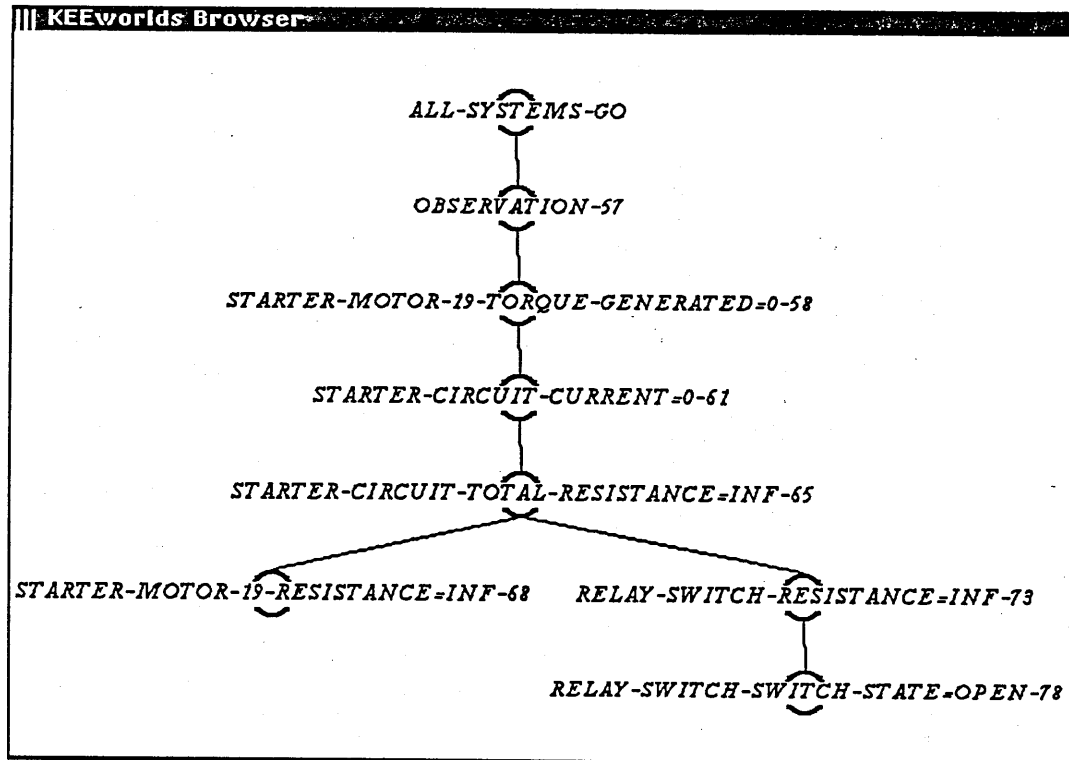 KEEworlds Browser
ALL-SYSTEMS-GO
OBSERVATION-57
STARTER-MOTOR-19-TORQUE-GENERATED=0-58
STARTER-CIRCUIT-CURRENT=0-61
STARTER-CIRCUIT-TOTAL-RESISTANCE=INF-65
STARTER-MOTOR-19-RESISTANCE=INF-68 RELAY-SWITCH-RESISTANCE=INF-73
RELAY-SWITCH-SWITCH-STATE=OPEN-78